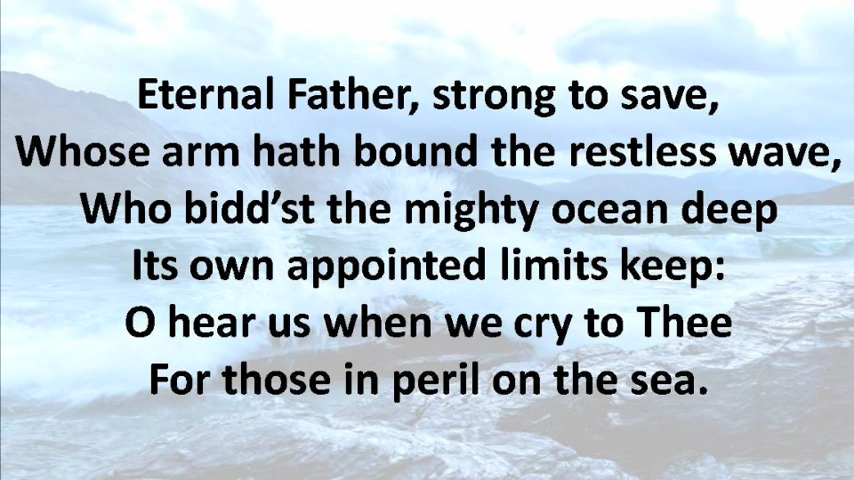 Eternal Father, strong to save,
Whose arm hath bound the restless wave,
Who bidd’st the mighty ocean deep
Its own appointed limits keep:
O hear us when we cry to Thee
For those in peril on the sea.